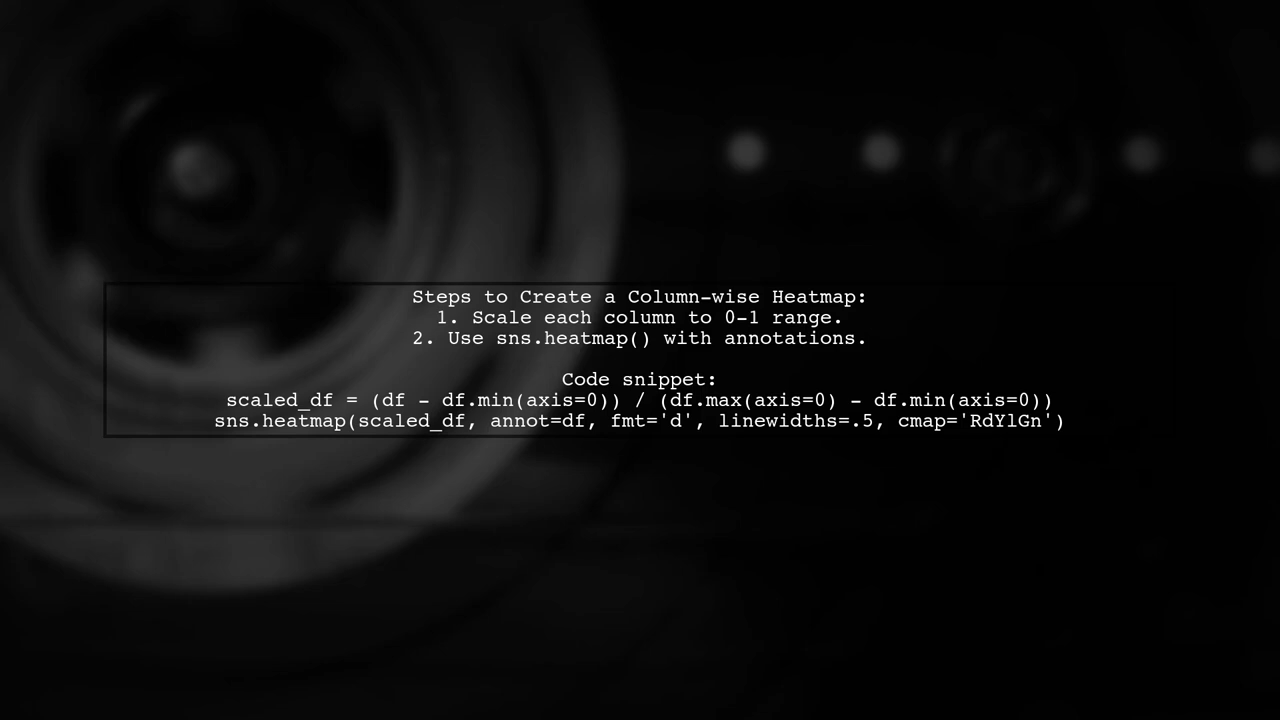 Steps to Create a Column-wise Heatmap:
1. Scale each column to 0-1 range.
2. Use sns.heatmap() with annotations.
Code snippet:
scaled_df = (df - df.min(axis=0)) / (df.max(axis=0) - df.min(axis=0))
sns.heatmap(scaled_df, annot=df, fmt='d', linewidths=.5, cmap='RdYlGn')